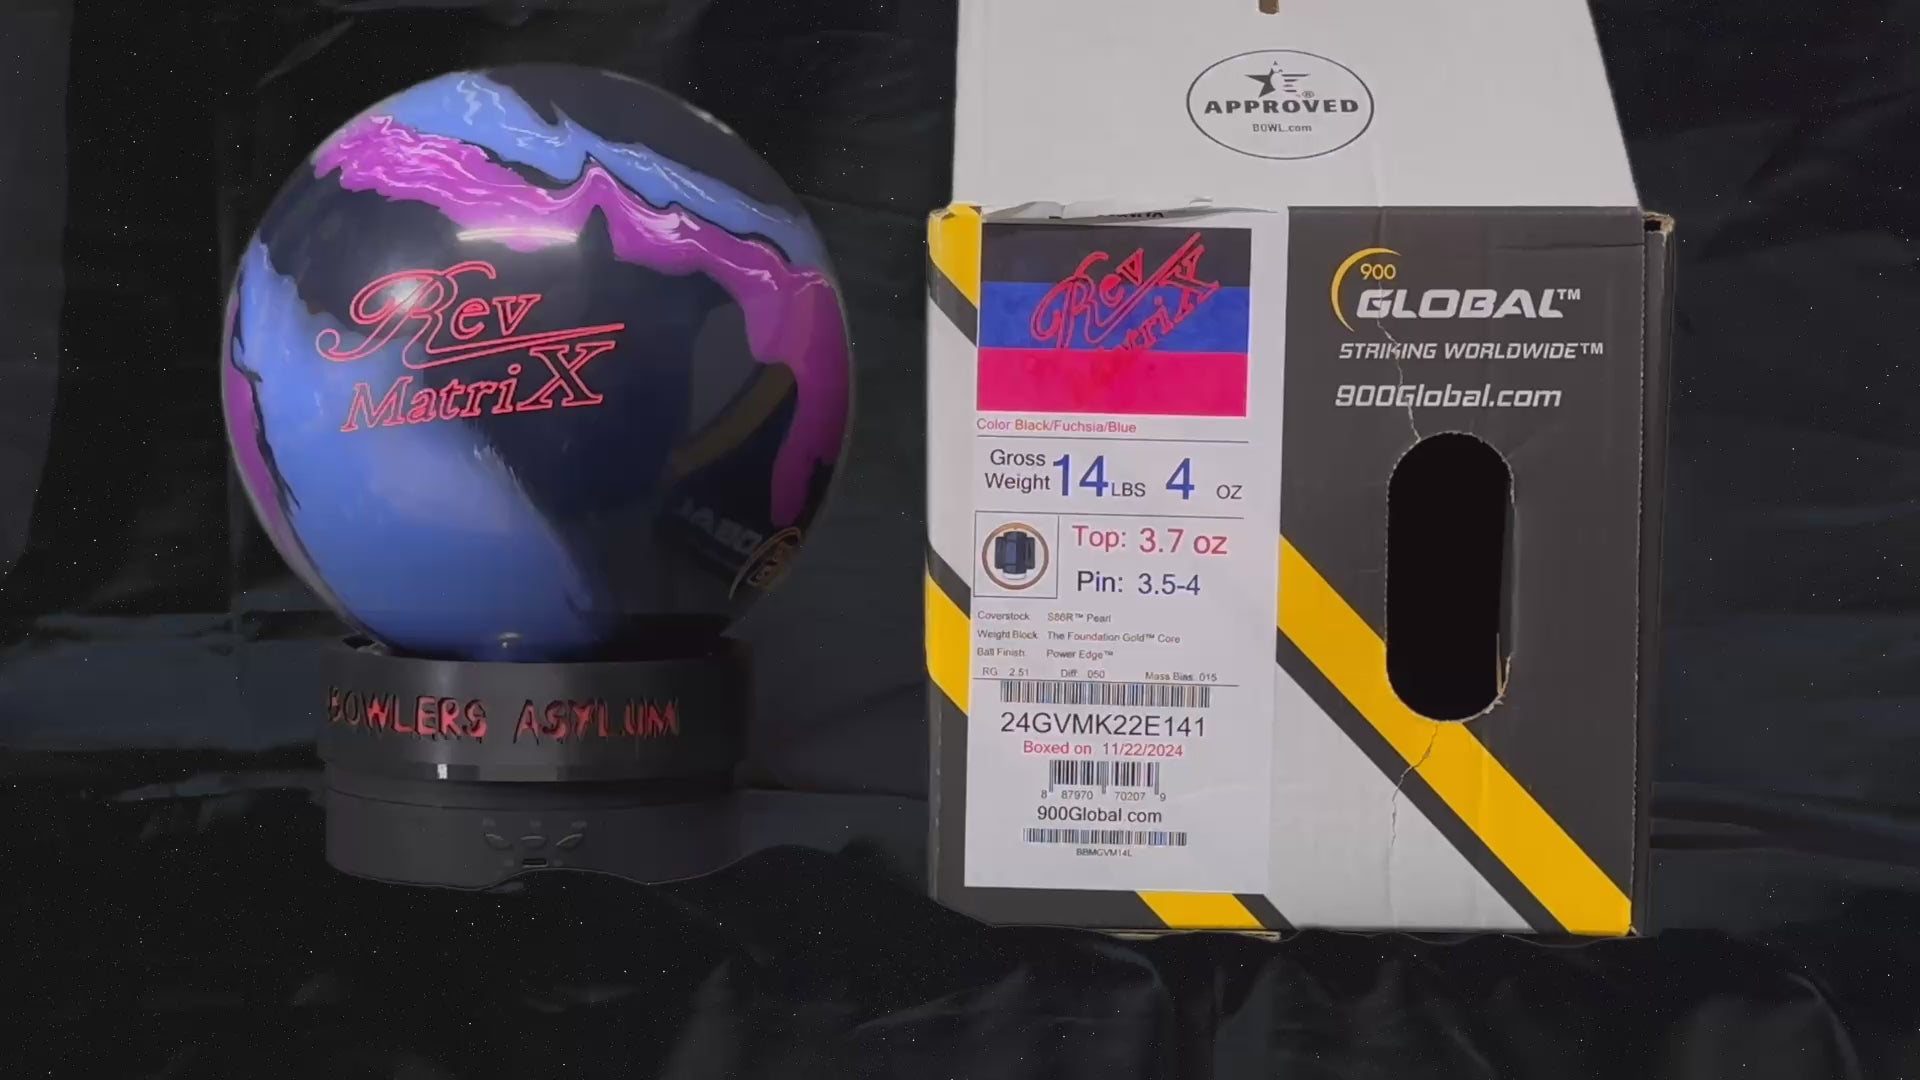 Rev
MatriX
BOWLERS ASYLUM
APPROVED
BOWL.com
Rev
MatriX
Color Black/Fuchsia/Blue
Gross Weight 14 LBS 4 OZ
Top: 3.7 oz
Pin: 3.5-4
Coverstock S86R™ Pearl
Weight Block The Foundation Gold™ Core
Ball Finish Power Edge™
RG 2.51 Diff .050 Mass Bias .015
24GVMK22E141
Boxed on 11/22/2024
8 87970 70207 9
900Global.com
BBMGVM14L
900
GLOBAL™
STRIKING WORLDWIDE™
900Global.com